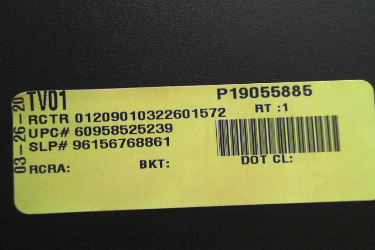 03-26-20
TV01 P19055885
RCTR 01209010322601572 RT :1
UPC# 60958525239
SLP# 96156768861
RCRA: BKT: DOT CL: